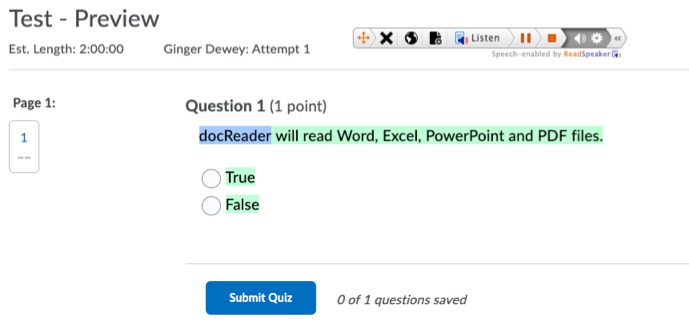 Test - Preview
Est. Length: 2:00:00 Ginger Dewey: Attempt 1
Listen
Speech-enabled by ReadSpeaker
Page 1:
1
--
Question 1 (1 point)
docReader will read Word, Excel, PowerPoint and PDF files.
True
False
Submit Quiz 0 of 1 questions saved